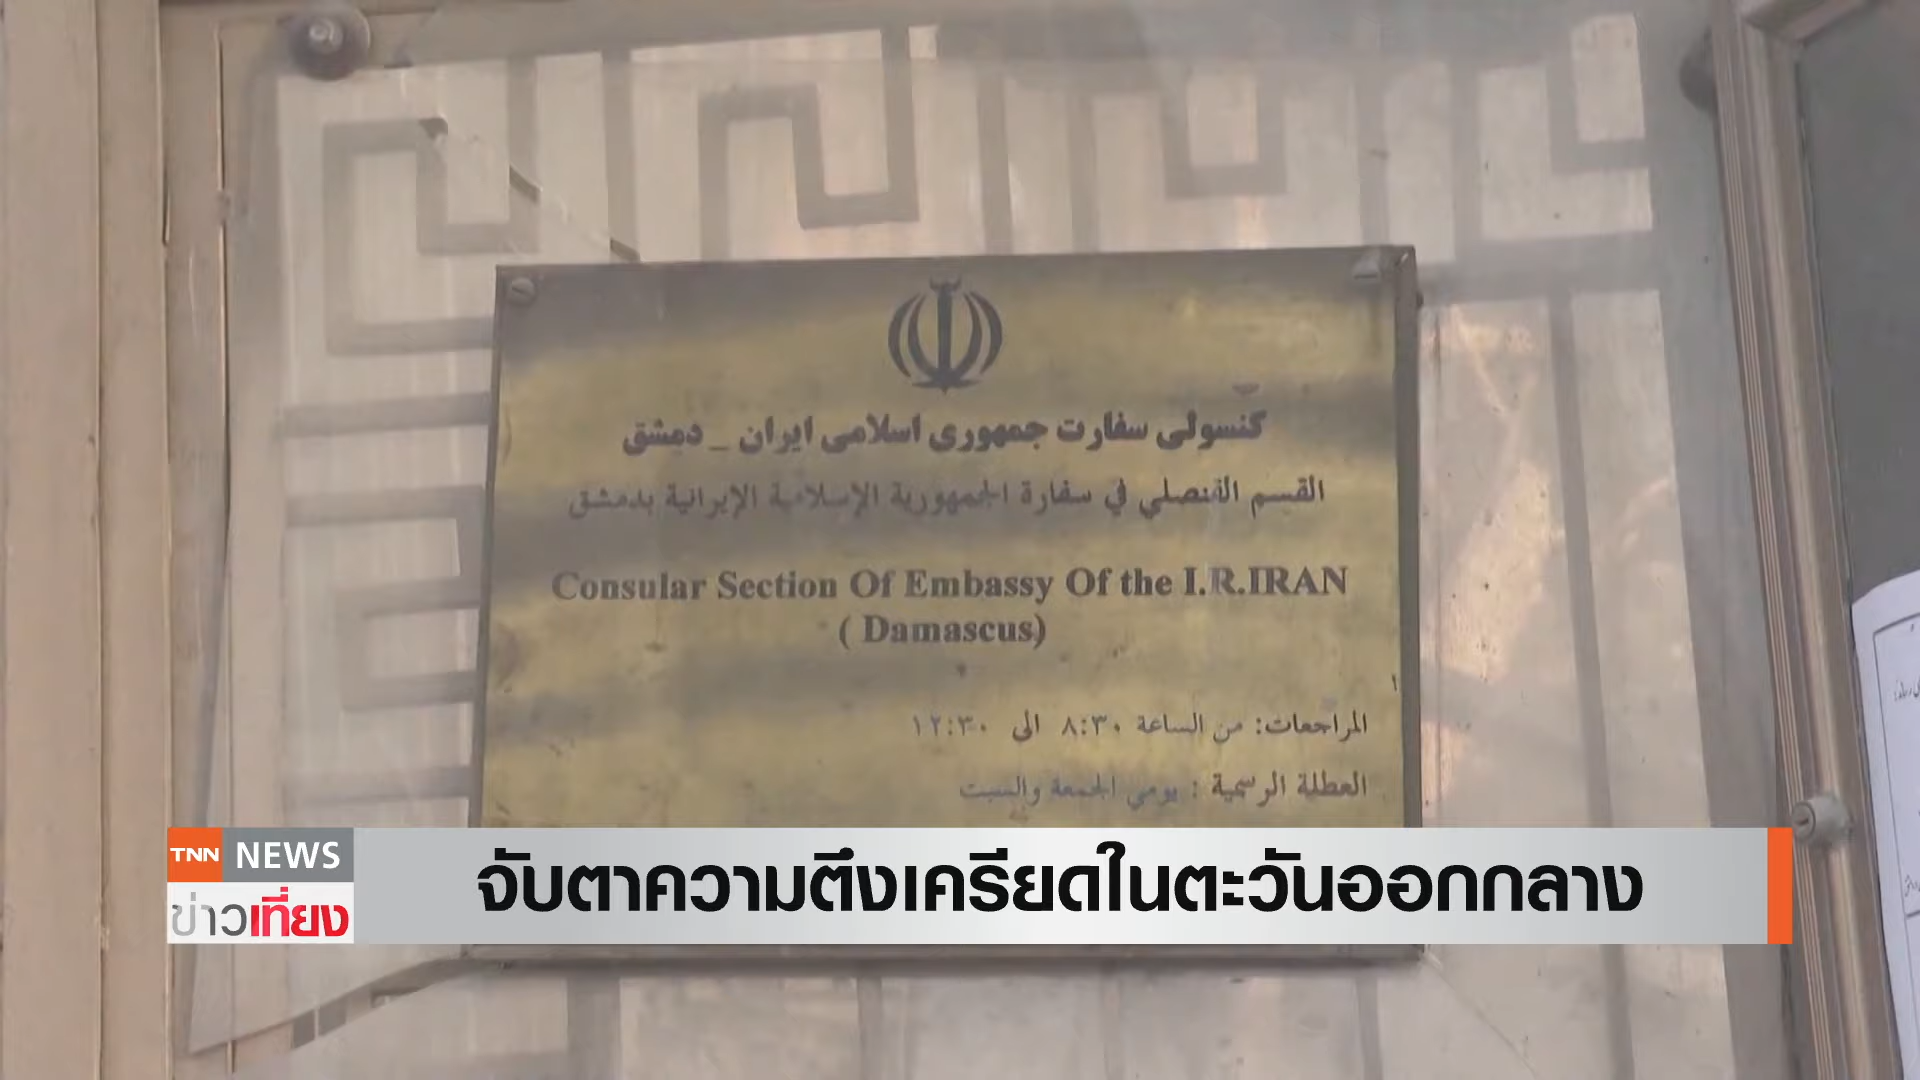 کنسولی سفارت جمهوری اسلامی ایران _ دمشق
القسم القنصلي في سفارة الجمهورية الإسلامية الإيرانية بدمشق
Consular Section Of Embassy Of the I.R.IRAN
( Damascus)
المراجعات: من الساعة ٨:٣٠ الى ١٢:٣٠
العطلة الرسمية : يومي الجمعة والسبت
TNN NEWS
ข่าวเที่ยง
จับตาความตึงเครียดในตะวันออกกลาง